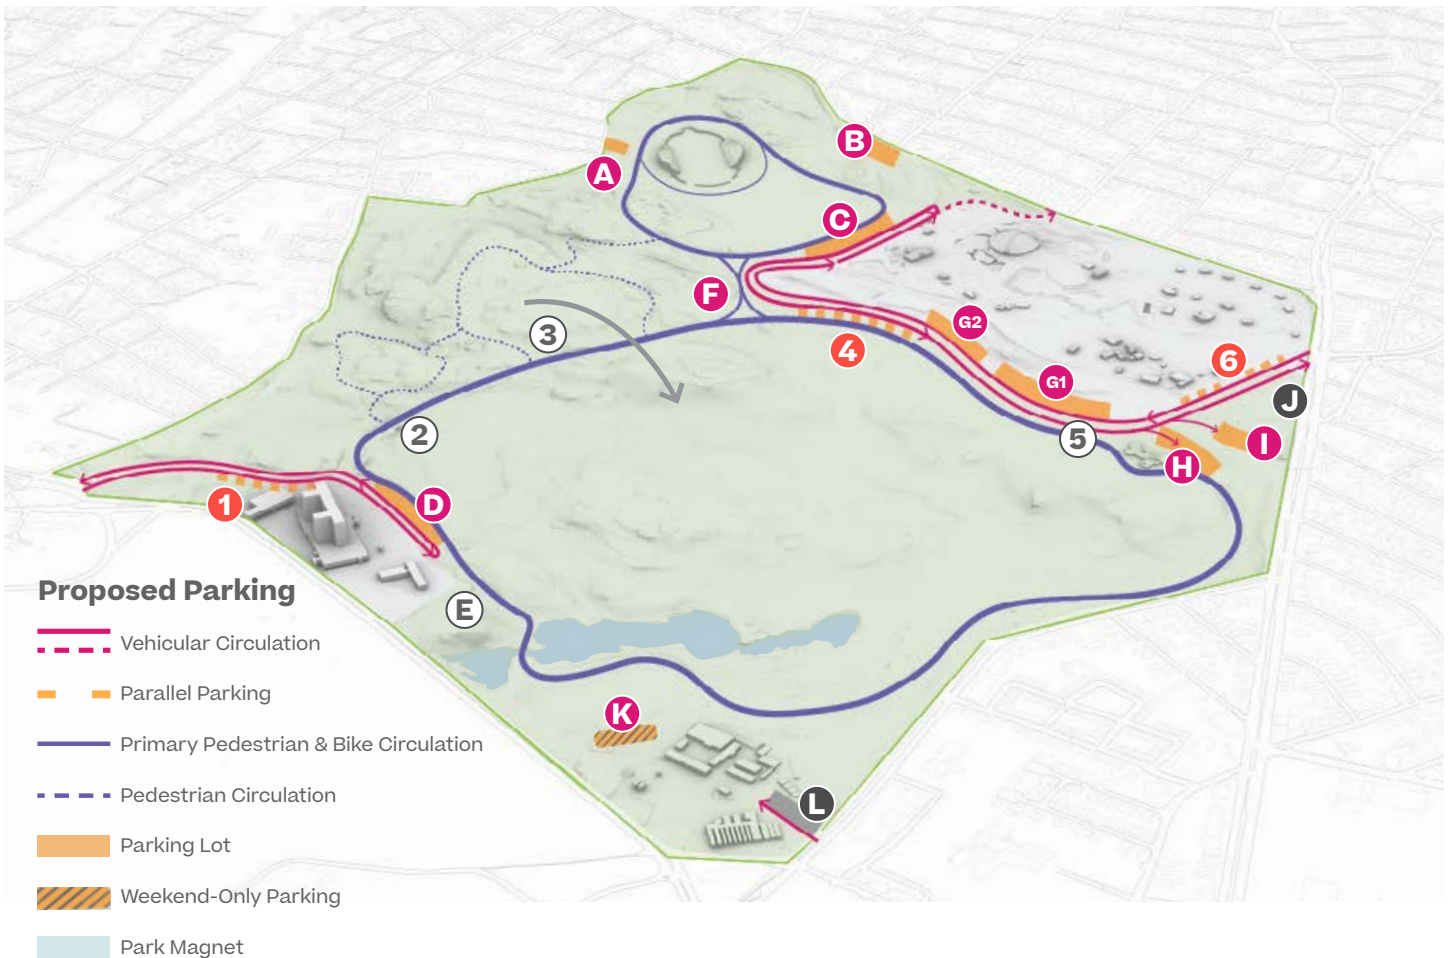 B
A
C
F
G2
3
4
6
G1
J
2
5
I
H
1
D
Proposed Parking
E
Vehicular Circulation
Parallel Parking
K
Primary Pedestrian & Bike Circulation
Pedestrian Circulation
L
Parking Lot
Weekend-Only Parking
Park Magnet